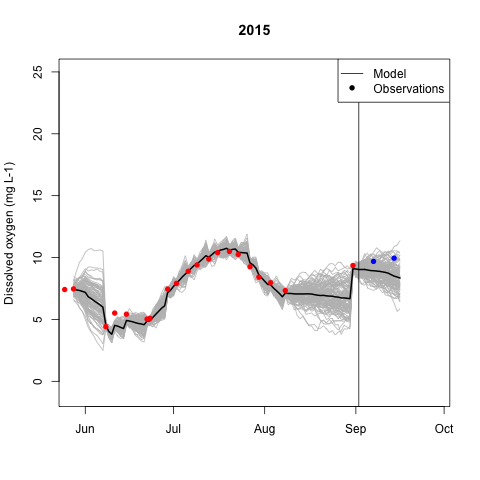 2015
Dissolved oxygen (mg L-1)
25
20
15
10
5
0
Model
Observations
Jun
Jul
Aug
Sep
Oct